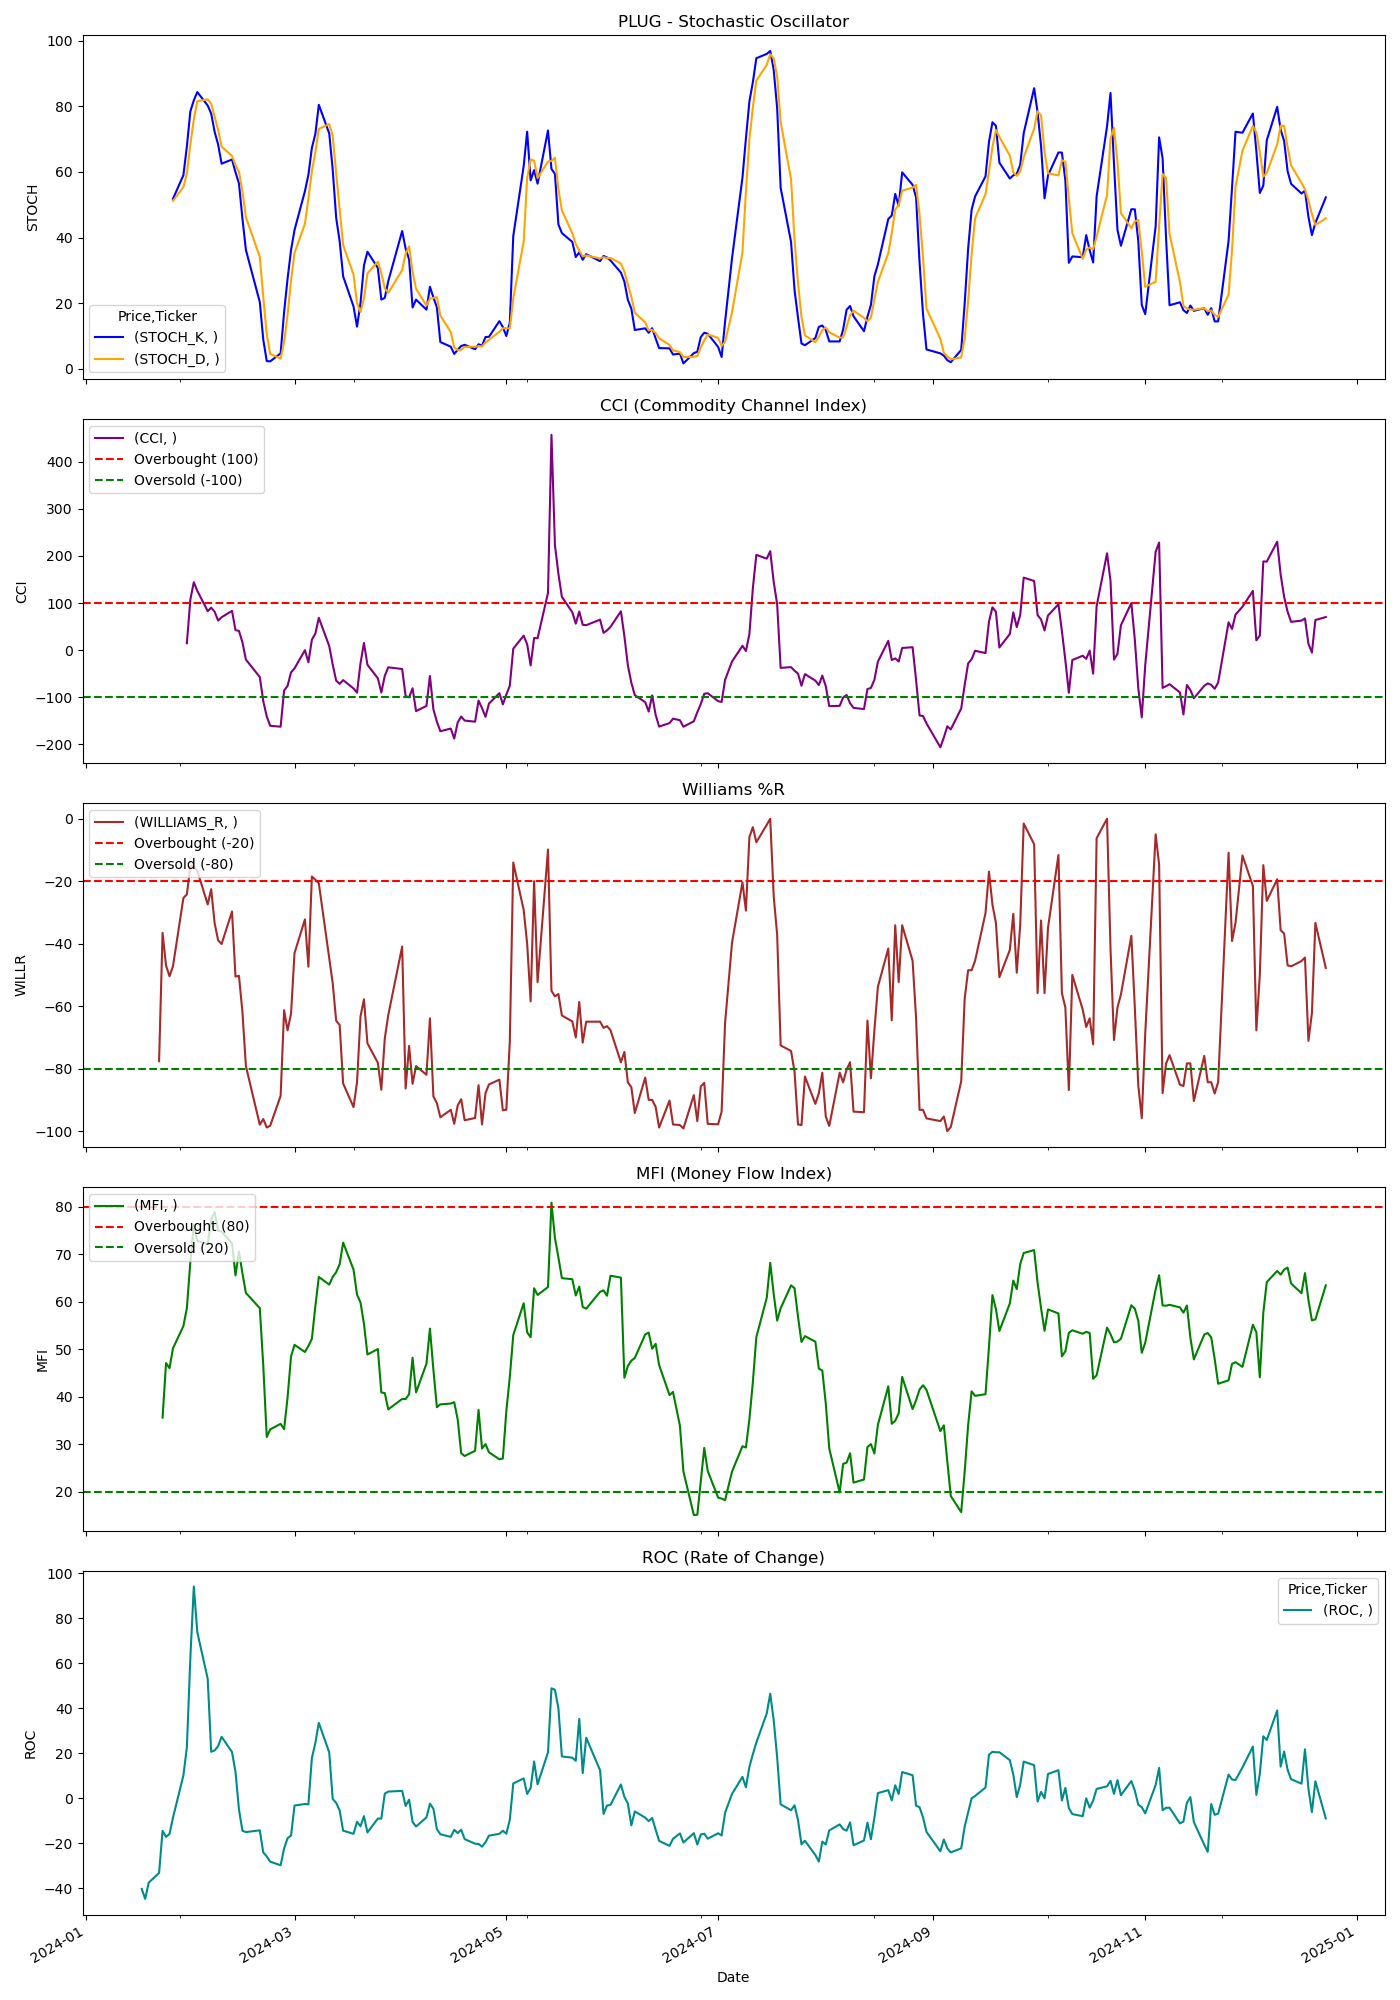 PLUG - Stochastic Oscillator
100
80
60
40
20
0
STOCH
Price,Ticker
(STOCH_K, )
(STOCH_D, )
CCI (Commodity Channel Index)
400
300
200
100
0
−100
−200
CCI
(CCI, )
Overbought (100)
Oversold (-100)
Williams %R
0
−20
−40
−60
−80
−100
WILLR
(WILLIAMS_R, )
Overbought (-20)
Oversold (-80)
MFI (Money Flow Index)
80
70
60
50
40
30
20
MFI
(MFI, )
Overbought (80)
Oversold (20)
ROC (Rate of Change)
100
80
60
40
20
0
−20
−40
ROC
Price,Ticker
(ROC, )
2024-01
2024-03
2024-05
2024-07
2024-09
2024-11
2025-01
Date